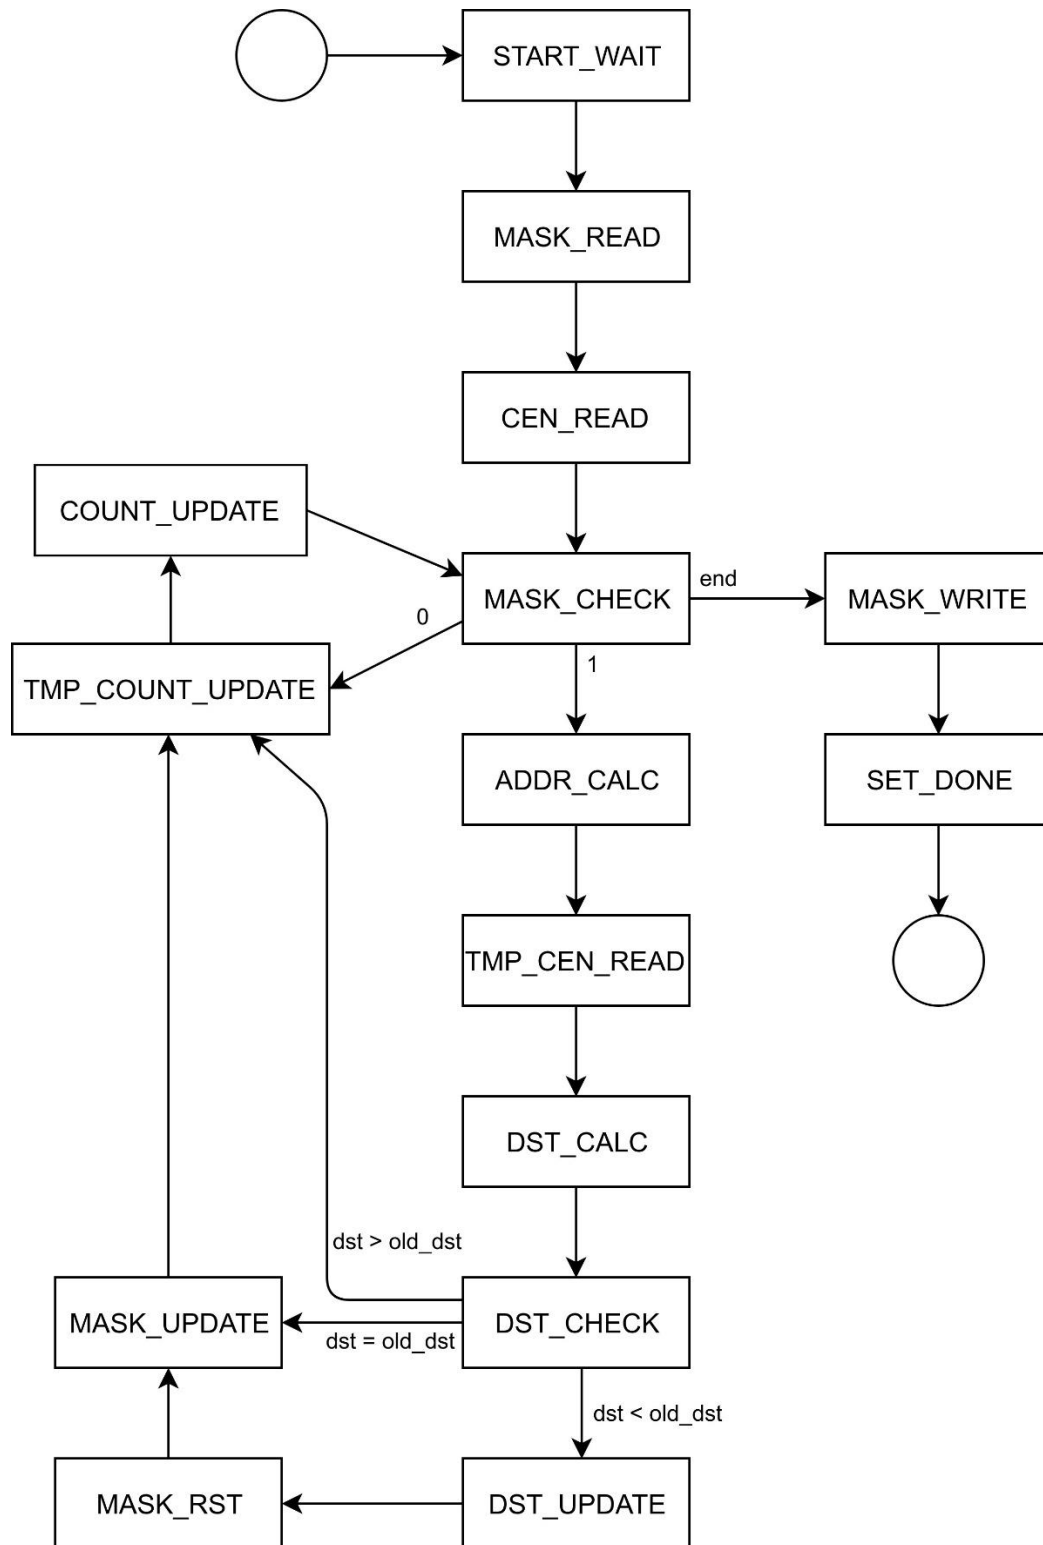 START_WAIT
MASK_READ
CEN_READ
COUNT_UPDATE
MASK_CHECK
end
MASK_WRITE
0
1
TMP_COUNT_UPDATE
ADDR_CALC
SET_DONE
TMP_CEN_READ
DST_CALC
dst > old_dst
MASK_UPDATE
dst = old_dst
DST_CHECK
dst < old_dst
MASK_RST
DST_UPDATE